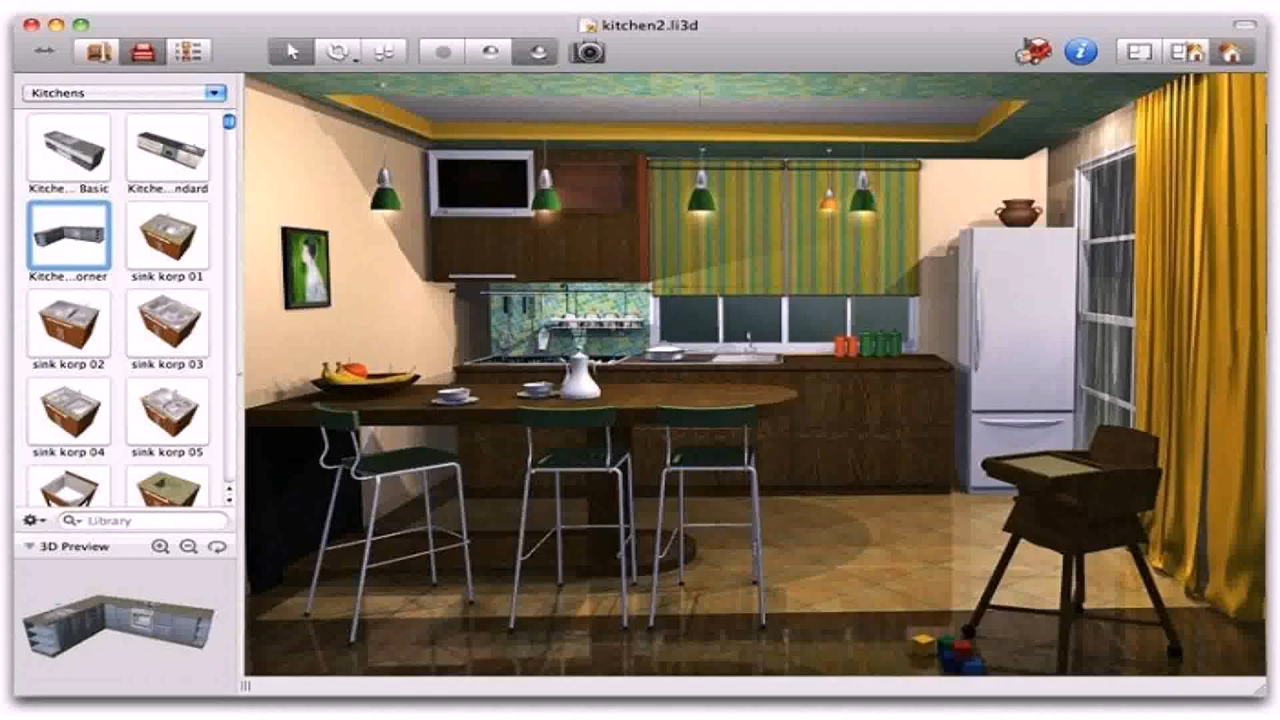 kitchen2.li3d
Kitchens
Kitche... Basic
Kitche...ndard
Kitche...orner
sink korp 01
sink korp 02
sink korp 03
sink korp 04
sink korp 05
Library
3D Preview